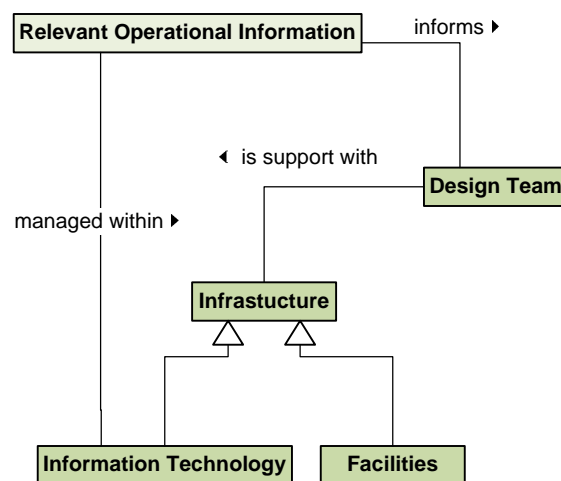 Relevant Operational Information
informs
is support with
Design Team
managed within
Infrastucture
Information Technology
Facilities